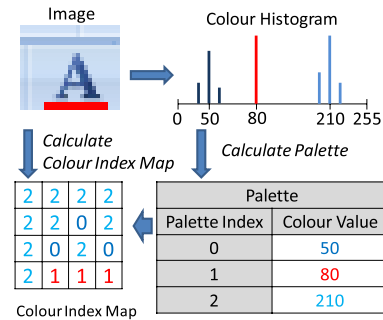 Image
Colour Histogram
A
0 50 80 210 255
Calculate
Colour Index Map
Calculate Palette
2 2 2 2
2 2 0 2
2 0 2 0
2 1 1 1
Colour Index Map
Palette
Palette Index Colour Value
0 50
1 80
2 210